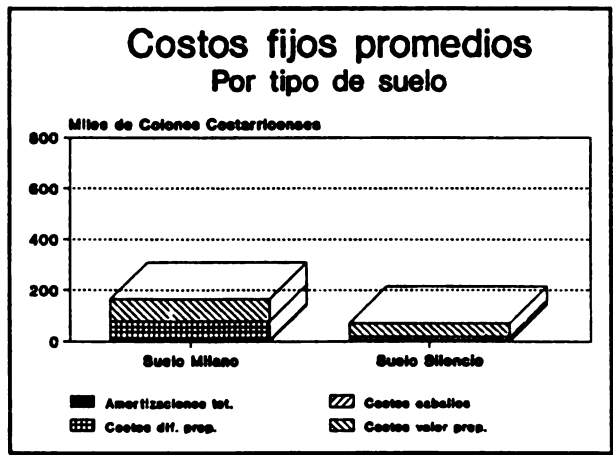 Costos fijos promedios
Por tipo de suelo
Miles de Colones Costarricenses
800
600
400
200
0
Suelo Milano
Suelo Silencio
Amortizaciones tot.
Costos caballos
Costos dif. prop.
Costos valor prop.